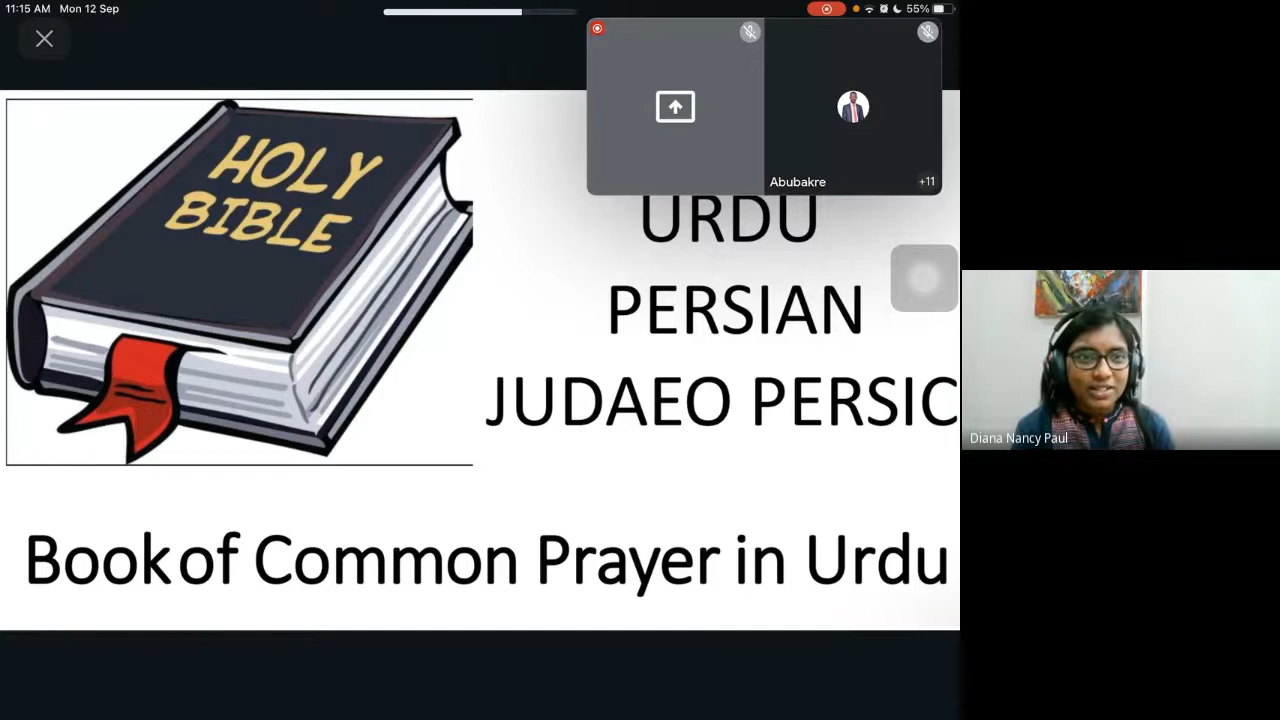 11:15 AM Mon 12 Sep
55%
HOLY
BIBLE
Abubakre
+11
URDU
PERSIAN
JUDAEO PERSIC
Book of Common Prayer in Urdu
Diana Nancy Paul